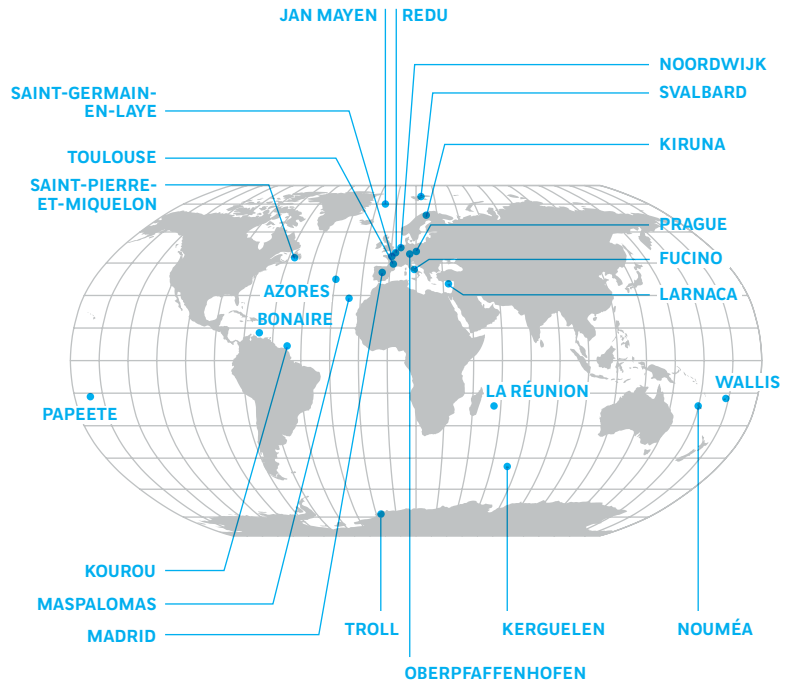 JAN MAYEN
REDU
NOORDWIJK
SVALBARD
SAINT-GERMAIN-
EN-LAYE
KIRUNA
TOULOUSE
SAINT-PIERRE-
ET-MIQUELON
PRAGUE
FUCINO
AZORES
LARNACA
BONAIRE
WALLIS
LA RÉUNION
PAPEETE
KOUROU
MASPALOMAS
MADRID
TROLL
KERGUELEN
NOUMÉA
OBERPFAFFENHOFEN